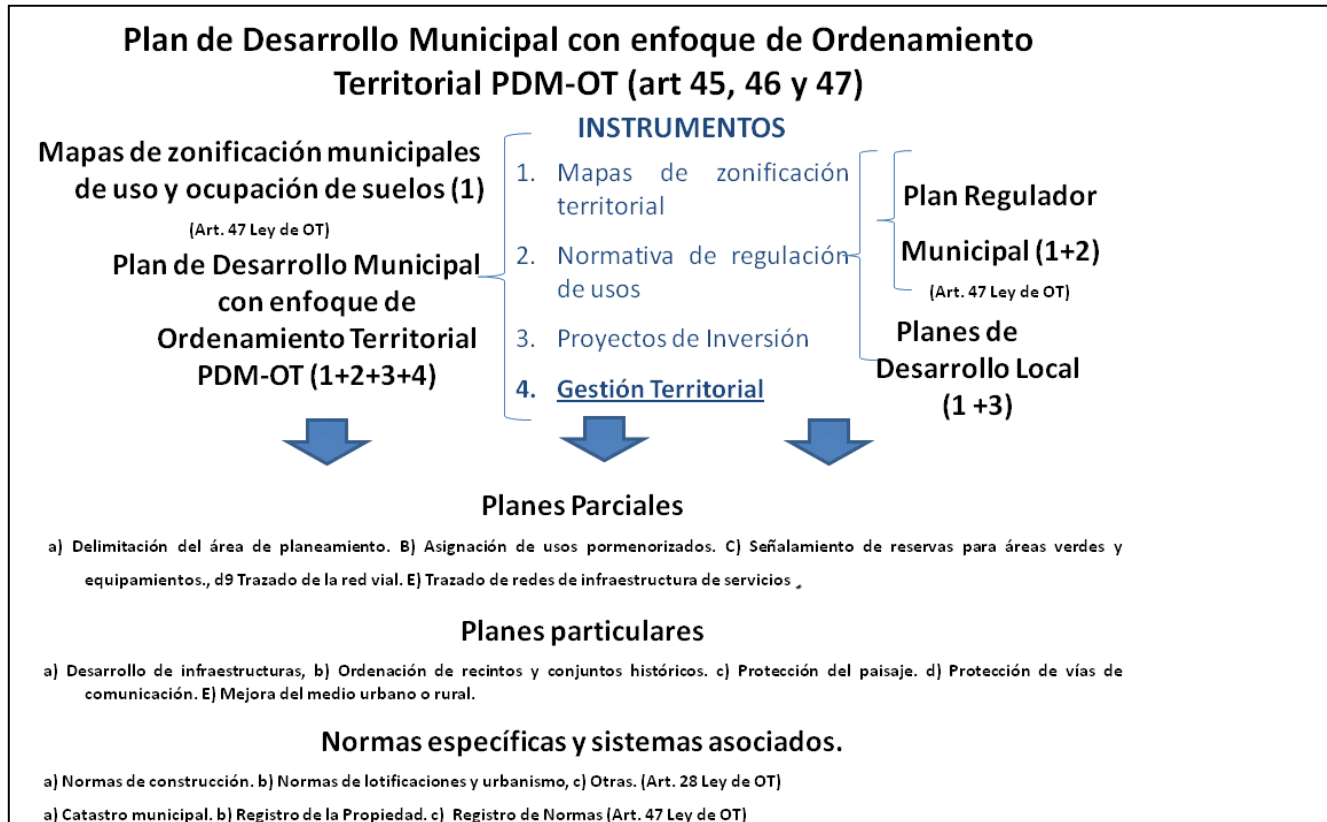 Plan de Desarrollo Municipal con enfoque de Ordenamiento
Territorial PDM-OT (art 45, 46 y 47)
Mapas de zonificación municipales
de uso y ocupación de suelos (1)
(Art. 47 Ley de OT)
Plan de Desarrollo Municipal
con enfoque de
Ordenamiento Territorial
PDM-OT (1+2+3+4)
INSTRUMENTOS
1. Mapas de zonificación
territorial
2. Normativa de regulación
de usos
3. Proyectos de Inversión
4. Gestión Territorial
Plan Regulador
Municipal (1+2)
(Art. 47 Ley de OT)
Planes de
Desarrollo Local
(1 +3)
Planes Parciales
a) Delimitación del área de planeamiento. B) Asignación de usos pormenorizados. C) Señalamiento de reservas para áreas verdes y
equipamientos., d9 Trazado de la red vial. E) Trazado de redes de infraestructura de servicios .
Planes particulares
a) Desarrollo de infraestructuras, b) Ordenación de recintos y conjuntos históricos. c) Protección del paisaje. d) Protección de vías de
comunicación. E) Mejora del medio urbano o rural.
Normas específicas y sistemas asociados.
a) Normas de construcción. b) Normas de lotificaciones y urbanismo, c) Otras. (Art. 28 Ley de OT)
a) Catastro municipal. b) Registro de la Propiedad. c) Registro de Normas (Art. 47 Ley de OT)